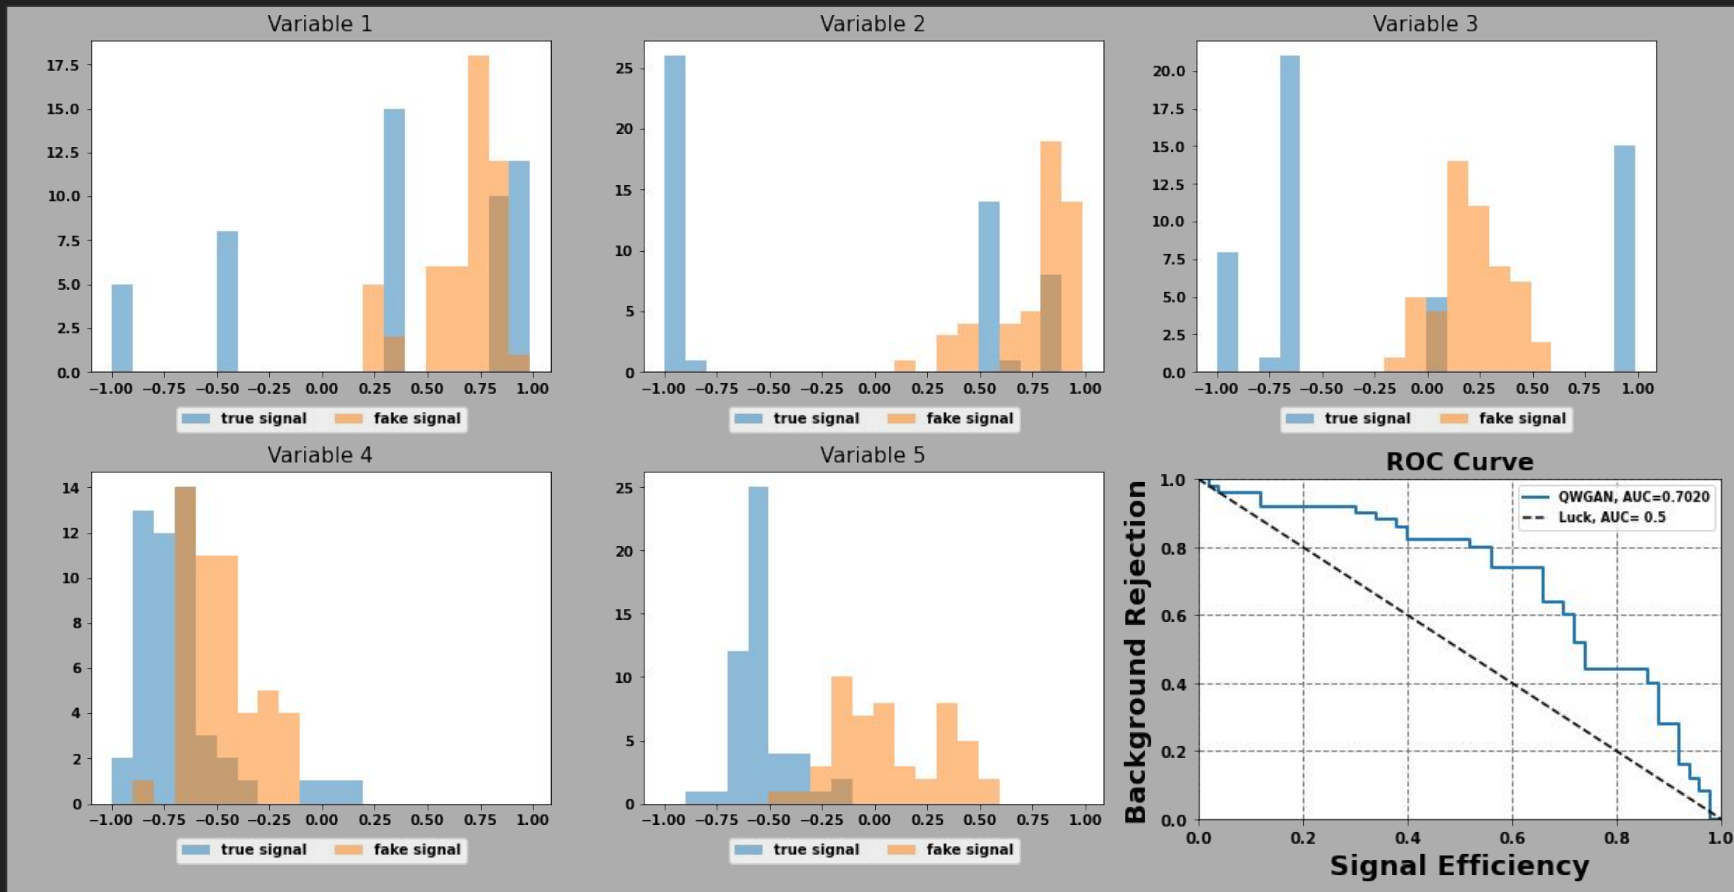 Variable 1
17.5
15.0
12.5
10.0
7.5
5.0
2.5
0.0
−1.00 −0.75 −0.50 −0.25 0.00 0.25 0.50 0.75 1.00
true signal fake signal
Variable 2
25
20
15
10
5
0
−1.00 −0.75 −0.50 −0.25 0.00 0.25 0.50 0.75 1.00
true signal fake signal
Variable 3
20.0
17.5
15.0
12.5
10.0
7.5
5.0
2.5
0.0
−1.00 −0.75 −0.50 −0.25 0.00 0.25 0.50 0.75 1.00
true signal fake signal
Variable 4
14
12
10
8
6
4
2
0
−1.00 −0.75 −0.50 −0.25 0.00 0.25 0.50 0.75 1.00
true signal fake signal
Variable 5
25
20
15
10
5
0
−1.00 −0.75 −0.50 −0.25 0.00 0.25 0.50 0.75 1.00
true signal fake signal
ROC Curve
Background Rejection
1.0
0.8
0.6
0.4
0.2
0.0
QWGAN, AUC=0.7020
Luck, AUC= 0.5
0.0 0.2 0.4 0.6 0.8 1.0
Signal Efficiency